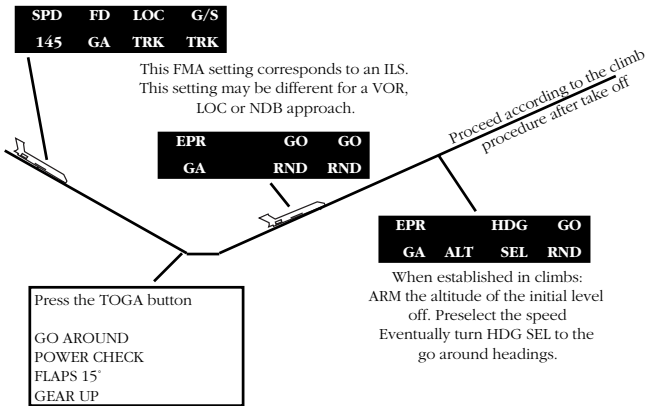 SPD FD LOC G/S
145 GA TRK TRK
This FMA setting corresponds to an ILS.
This setting may be different for a VOR,
LOC or NDB approach.
EPR GO GO
GA RND RND
Proceed according to the climb
procedure after take off
EPR HDG GO
GA ALT SEL RND
When established in climbs:
ARM the altitude of the initial level
off. Preselect the speed
Eventually turn HDG SEL to the
go around headings.
Press the TOGA button
GO AROUND
POWER CHECK
FLAPS 15°
GEAR UP